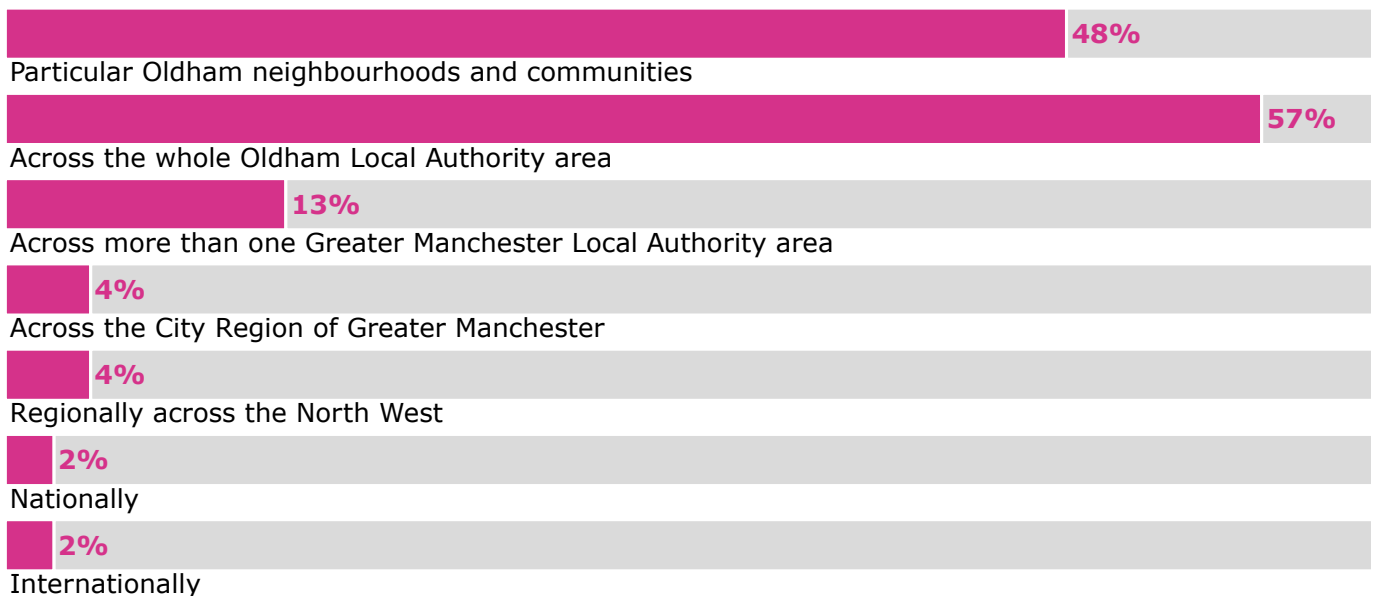 48%
Particular Oldham neighbourhoods and communities
57%
Across the whole Oldham Local Authority area
13%
Across more than one Greater Manchester Local Authority area
4%
Across the City Region of Greater Manchester
4%
Regionally across the North West
2%
Nationally
2%
Internationally